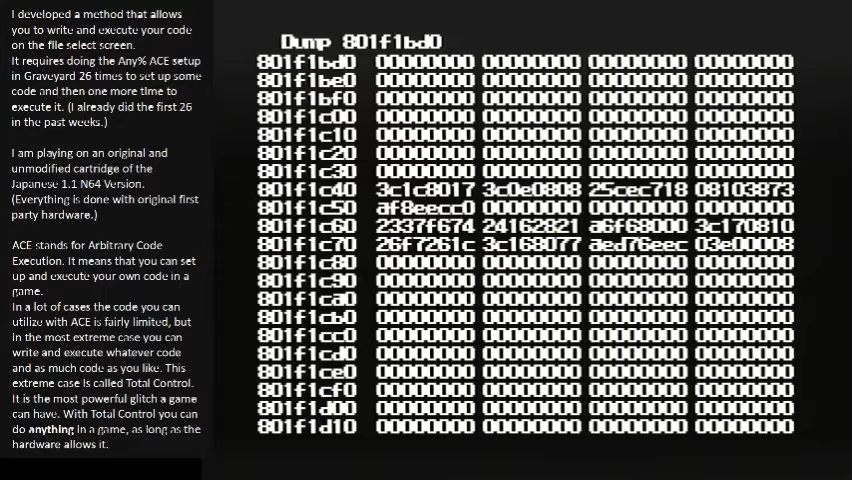 I developed a method that allows
you to write and execute your code
on the file select screen.
It requires doing the Any% ACE setup
in Graveyard 26 times to set up some
code and then one more time to
execute it. (I already did the first 26
in the past weeks.)
I am playing on an original and
unmodified cartridge of the
Japanese 1.1 N64 Version.
(Everything is done with original first
party hardware.)
ACE stands for Arbitrary Code
Execution. It means that you can set
up and execute your own code in a
game.
In a lot of cases the code you can
utilize with ACE is fairly limited, but
in the most extreme case you can
write and execute whatever code
and as much code as you like. This
extreme case is called Total Control.
It is the most powerful glitch a game
can have. With Total Control you can
do anything in a game, as long as the
hardware allows it.
Dump 801f1bd0
801f1bd0 00000000 00000000 00000000 00000000
801f1be0 00000000 00000000 00000000 00000000
801f1bf0 00000000 00000000 00000000 00000000
801f1c00 00000000 00000000 00000000 00000000
801f1c10 00000000 00000000 00000000 00000000
801f1c20 00000000 00000000 00000000 00000000
801f1c30 00000000 00000000 00000000 00000000
801f1c40 3c1c8017 3c0e0808 25cec718 08103873
801f1c50 af8eecc0 00000000 00000000 00000000
801f1c60 2337f674 24162821 a6f68000 3c170810
801f1c70 26f7261c 3c168077 aed76eec 03e00008
801f1c80 00000000 00000000 00000000 00000000
801f1c90 00000000 00000000 00000000 00000000
801f1ca0 00000000 00000000 00000000 00000000
801f1cb0 00000000 00000000 00000000 00000000
801f1cc0 00000000 00000000 00000000 00000000
801f1cd0 00000000 00000000 00000000 00000000
801f1ce0 00000000 00000000 00000000 00000000
801f1cf0 00000000 00000000 00000000 00000000
801f1d00 00000000 00000000 00000000 00000000
801f1d10 00000000 00000000 00000000 00000000